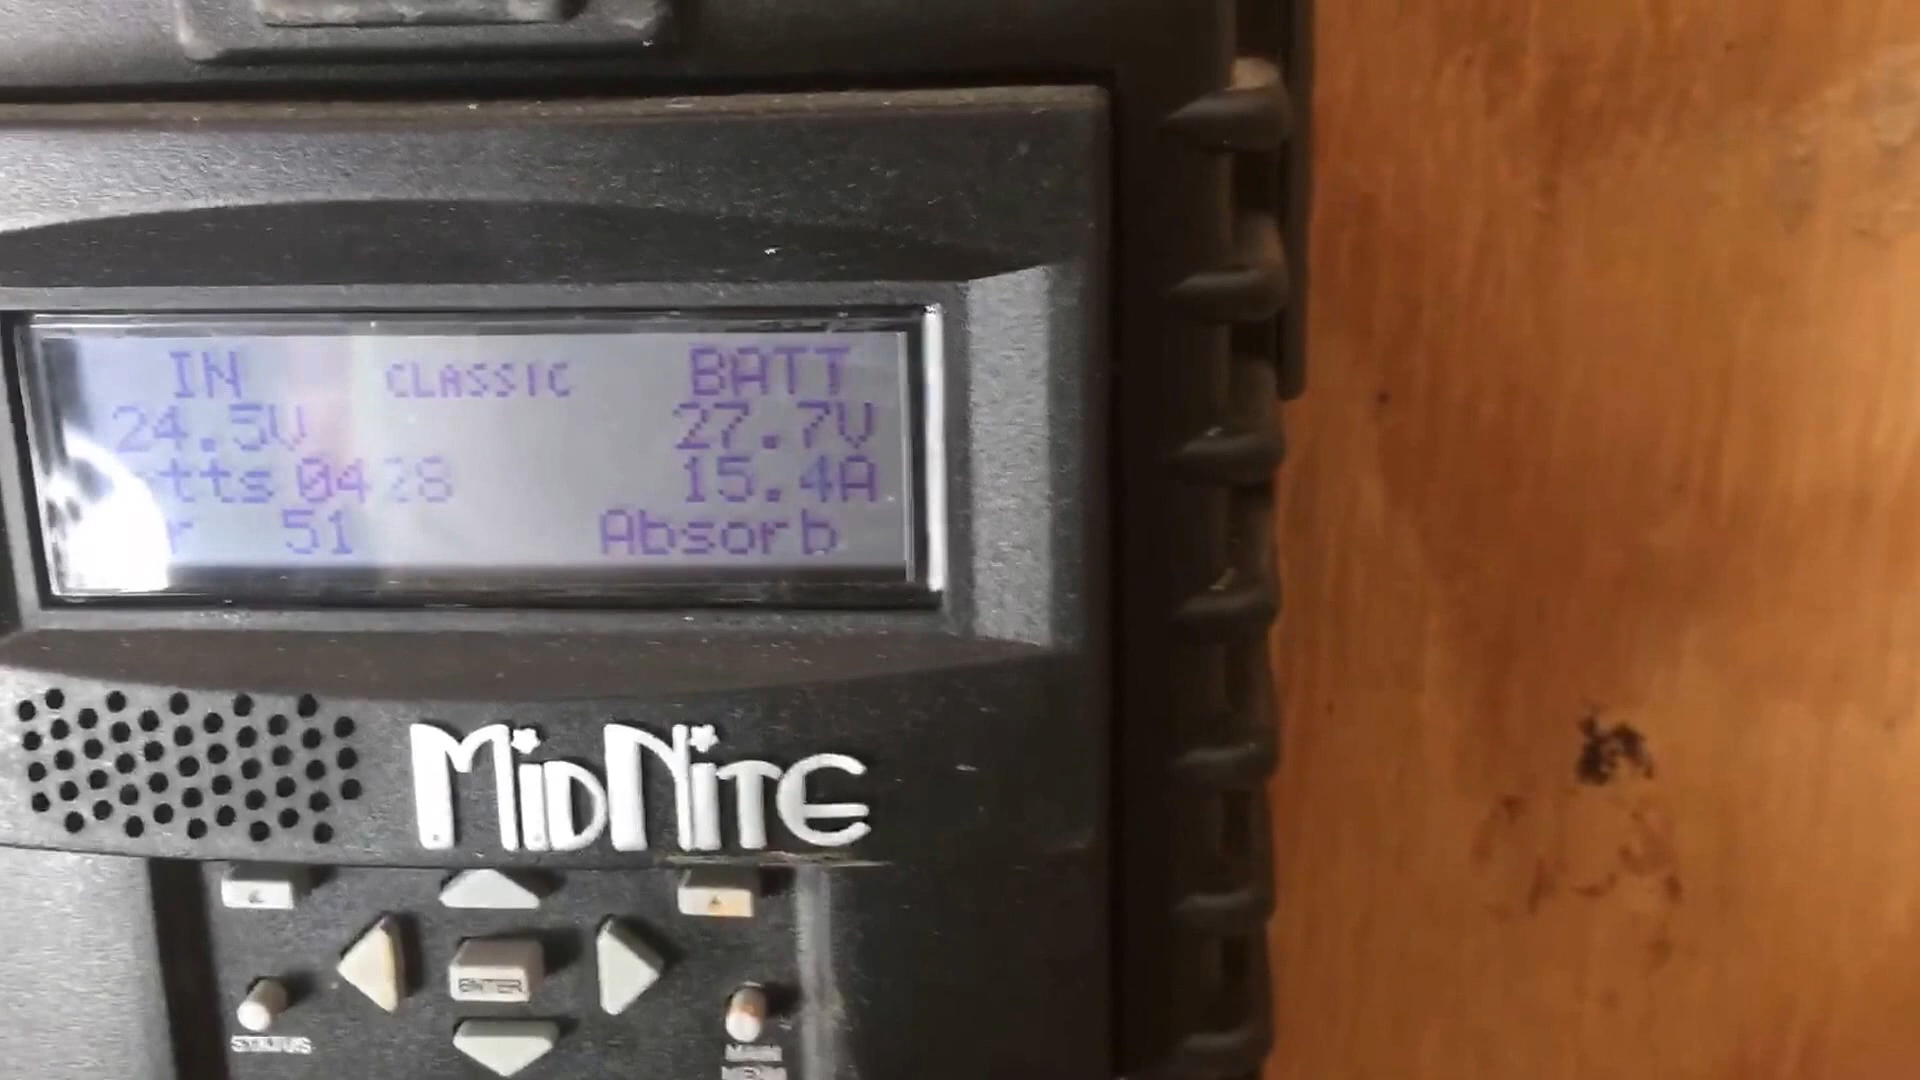 IN CLASSIC BATT
24.5V 27.7V
tts 0428 15.4A
r 51 Absorb
MidNiTE
ENTER
STATUS